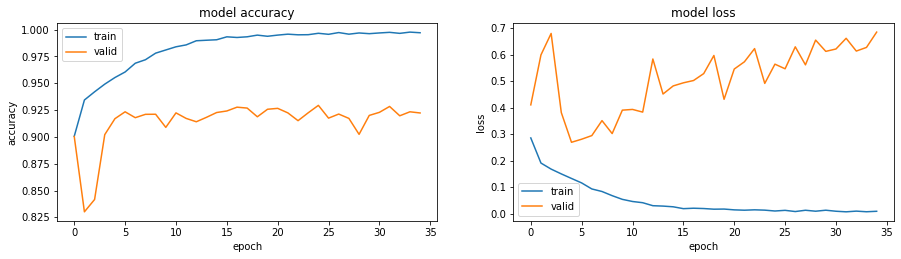 model accuracy
1.000
0.975
0.950
0.925
0.900
0.875
0.850
0.825
accuracy
train
valid
0 5 10 15 20 25 30 35
epoch
model loss
0.7
0.6
0.5
0.4
0.3
0.2
0.1
0.0
loss
train
valid
0 5 10 15 20 25 30 35
epoch